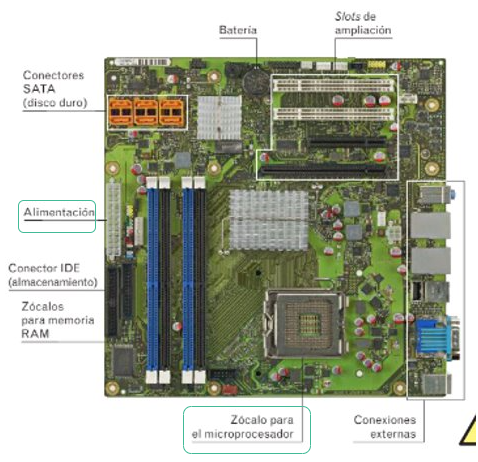 Slots de
ampliación
Batería
Conectores
SATA
(disco duro)
Alimentación
Conector IDE
(almacenamiento)
Zócalos
para memoria
RAM
Zócalo para
el microprocesador
Conexiones
externas